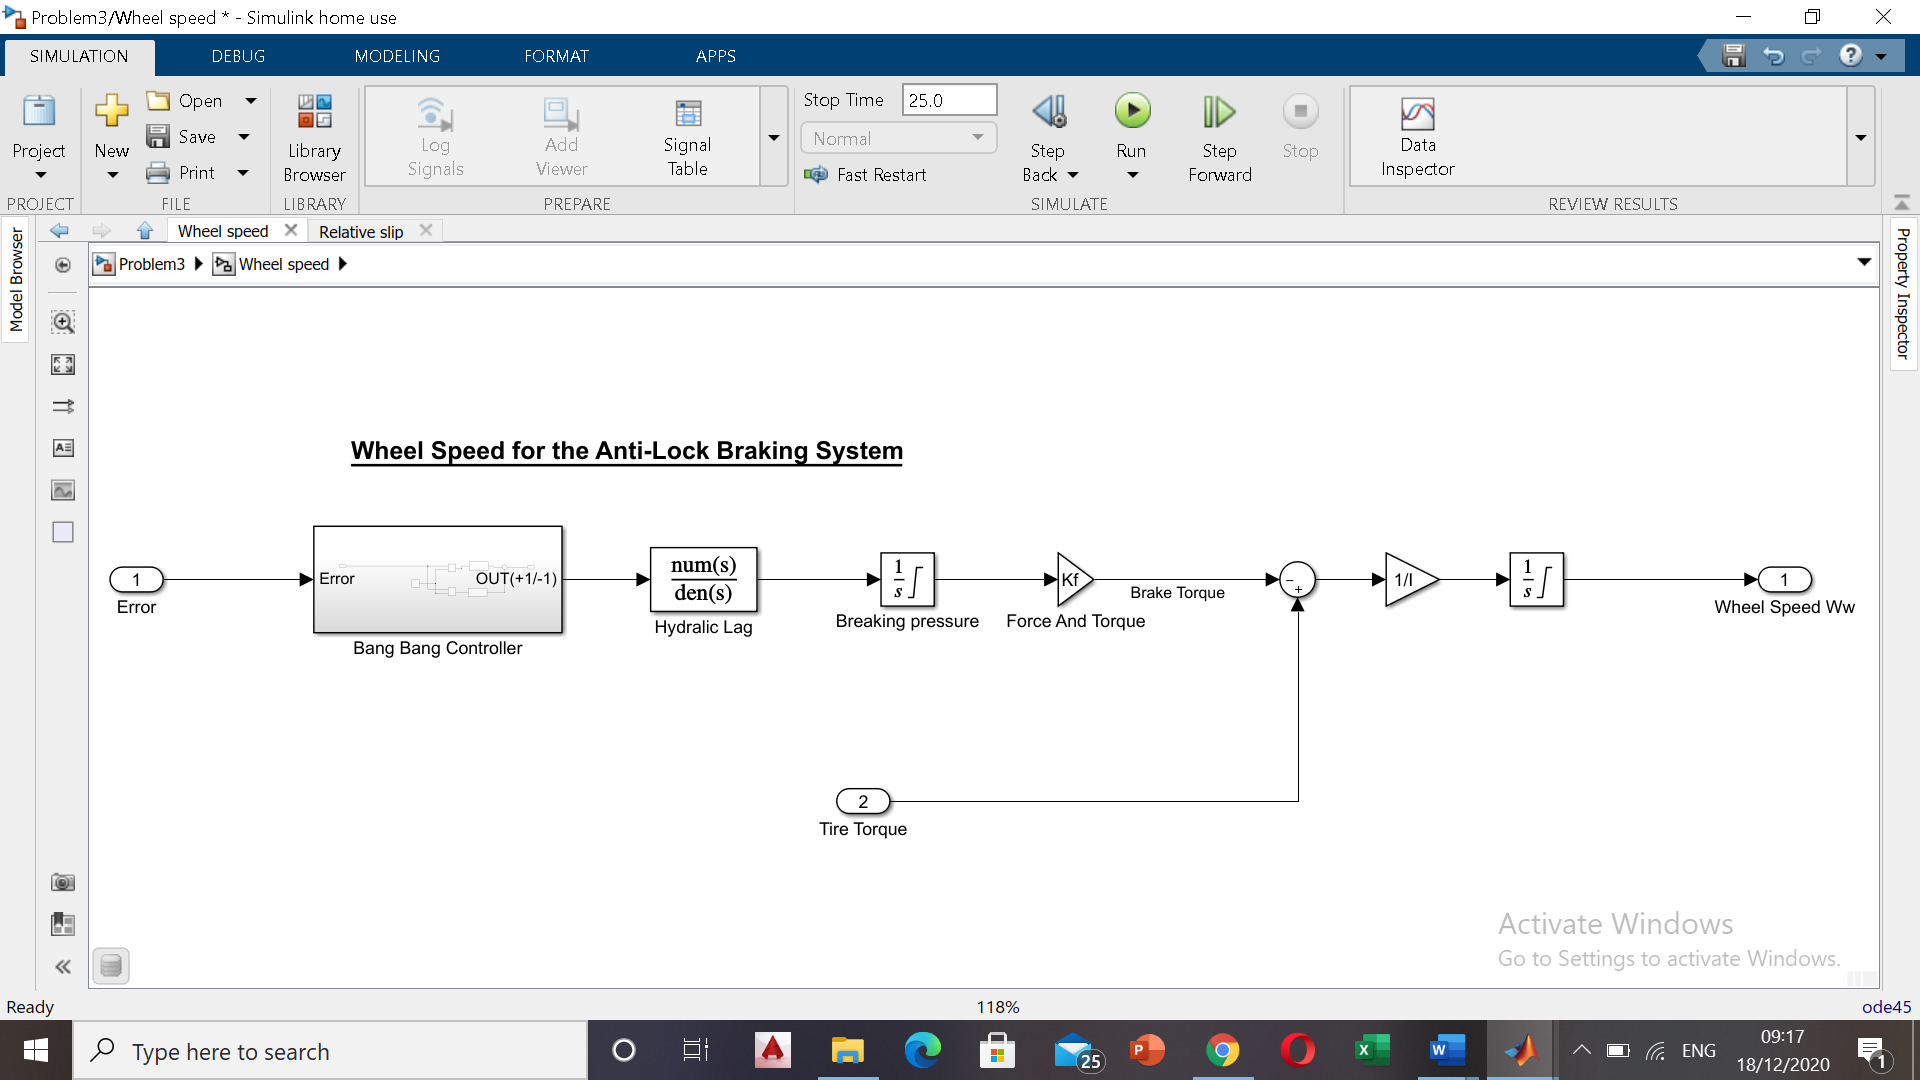 Problem3/Wheel speed * - Simulink home use
SIMULATION DEBUG MODELING FORMAT APPS
Project
New
Open
Save
Print
Library
Browser
Log
Signals
Add
Viewer
Signal
Table
Stop Time 25.0
Normal
Fast Restart
Step
Back
Run
Step
Forward
Stop
Data
Inspector
PROJECT FILE LIBRARY PREPARE SIMULATE REVIEW RESULTS
Model Browser
Wheel speed
Relative slip
Property Inspector
Problem3 Wheel speed
Wheel Speed for the Anti-Lock Braking System
1
Error
Error OUT(+1/-1)
Bang Bang Controller
num(s)
den(s)
Hydralic Lag
1
s
Breaking pressure
Kf
Force And Torque
Brake Torque
-
+
1/I
1
s
1
Wheel Speed Ww
2
Tire Torque
Activate Windows
Go to Settings to activate Windows.
Ready 118% ode45
Type here to search
25
ENG
09:17
18/12/2020
1